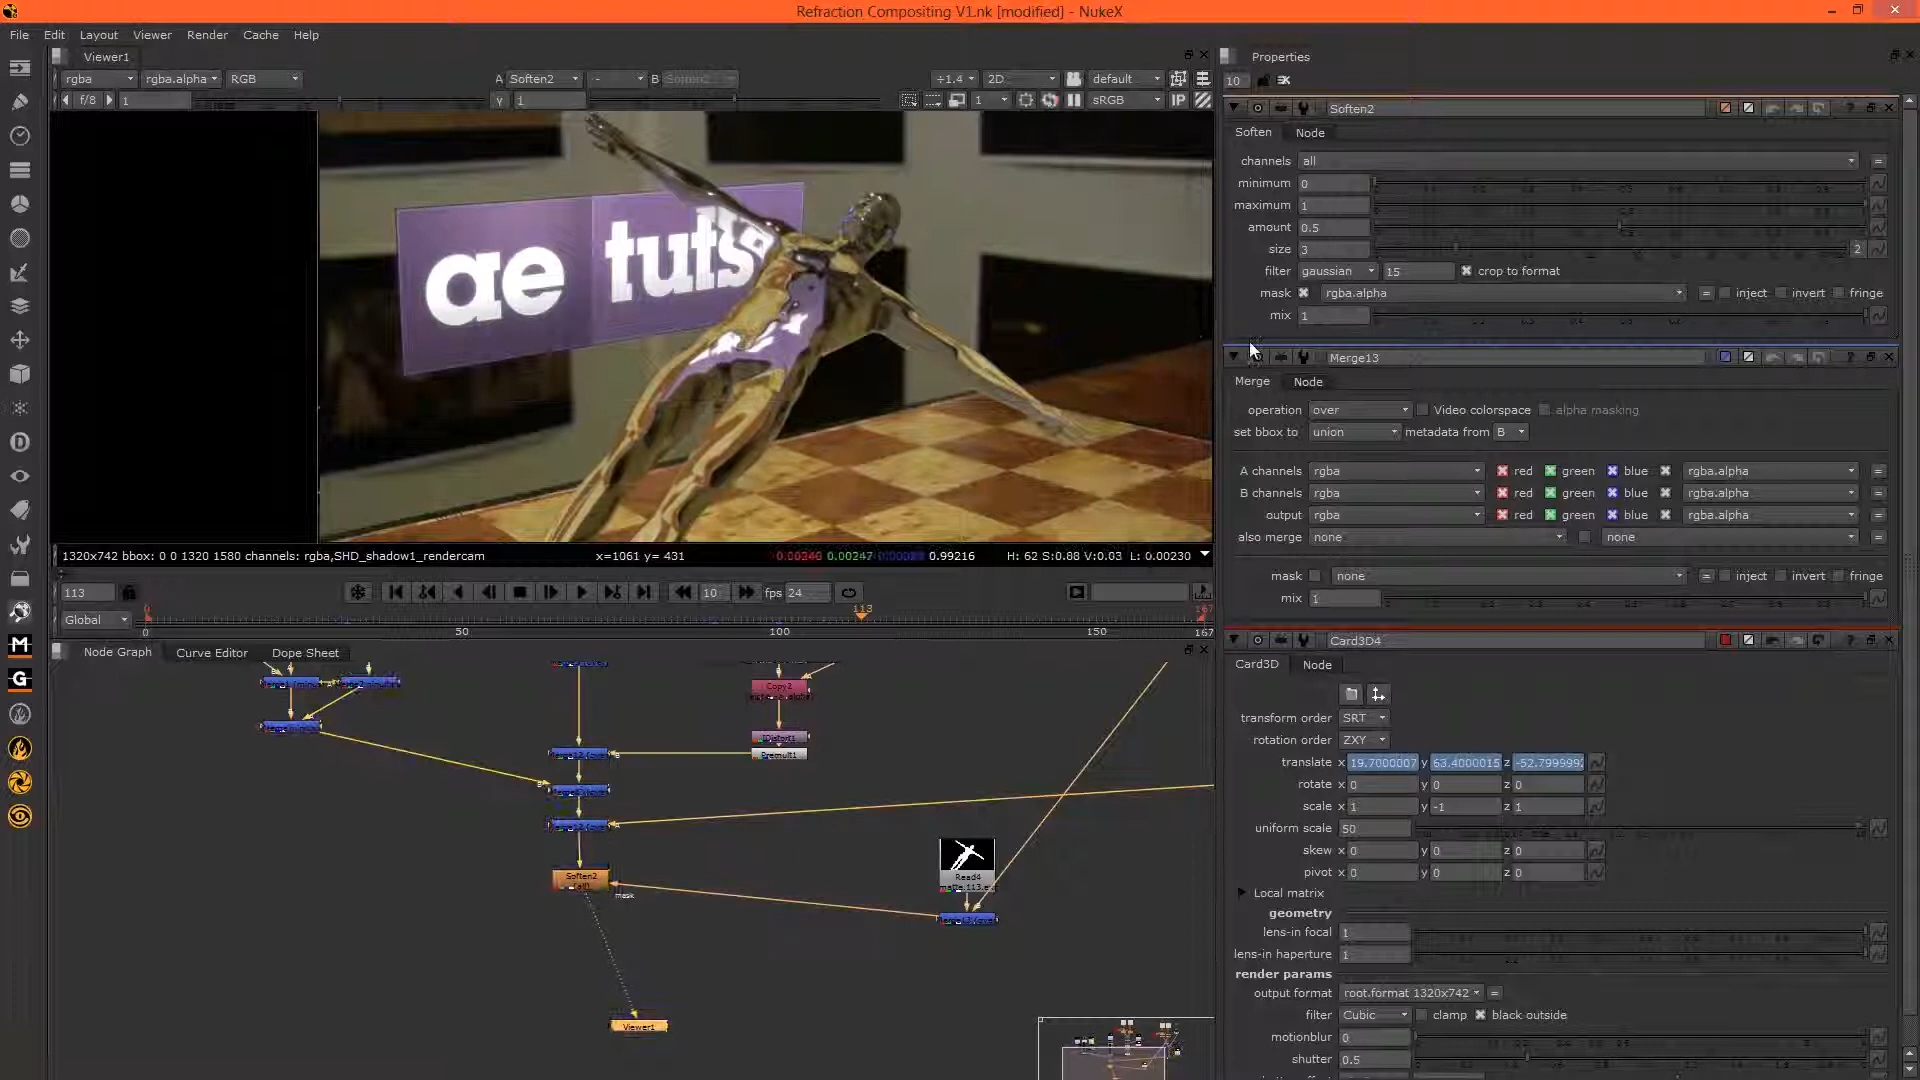 Refraction Compositing V1.nk [modified] - NukeX
File Edit Layout Viewer Render Cache Help
Viewer1
rgba rgba.alpha RGB A Soften2 - B Soften2 ÷1.4 2D default
f/8 1 Y 1 1 sRGB IP
ae tuts
1320x742 bbox: 0 0 1320 1580 channels: rgba,SHD_shadow1_rendercam x=1061 y= 431 0.99216 H: 62 S:0.88 V:0.03 L: 0.00230
113 10 fps 24
Global 0 50 100 113 150 167 167
Node Graph Curve Editor Dope Sheet
Copy2
IDistort1
Premult1
Soften2
(all)
mask
Read4
Viewer1
Properties
10
Soften2
Soften Node
channels all
minimum 0
maximum 1
amount 0.5
size 3 2
filter gaussian 15 crop to format
mask rgba.alpha = inject invert fringe
mix 1
Merge13
Merge Node
operation over Video colorspace alpha masking
set bbox to union metadata from B
A channels rgba red green blue rgba.alpha =
B channels rgba red green blue rgba.alpha =
output rgba red green blue rgba.alpha =
also merge none none =
mask none = inject invert fringe
mix 1
Card3D4
Card3D Node
transform order SRT
rotation order ZXY
translate x 19.7000007 y 63.4000015 z -52.7999992
rotate x 0 y 0 z 0
scale x 1 y -1 z 1
uniform scale 50
skew x 0 y 0 z 0
pivot x 0 y 0 z 0
Local matrix
geometry
lens-in focal 1
lens-in haperture 1
render params
output format root.format 1320x742 =
filter Cubic clamp black outside
motionblur 0
shutter 0.5